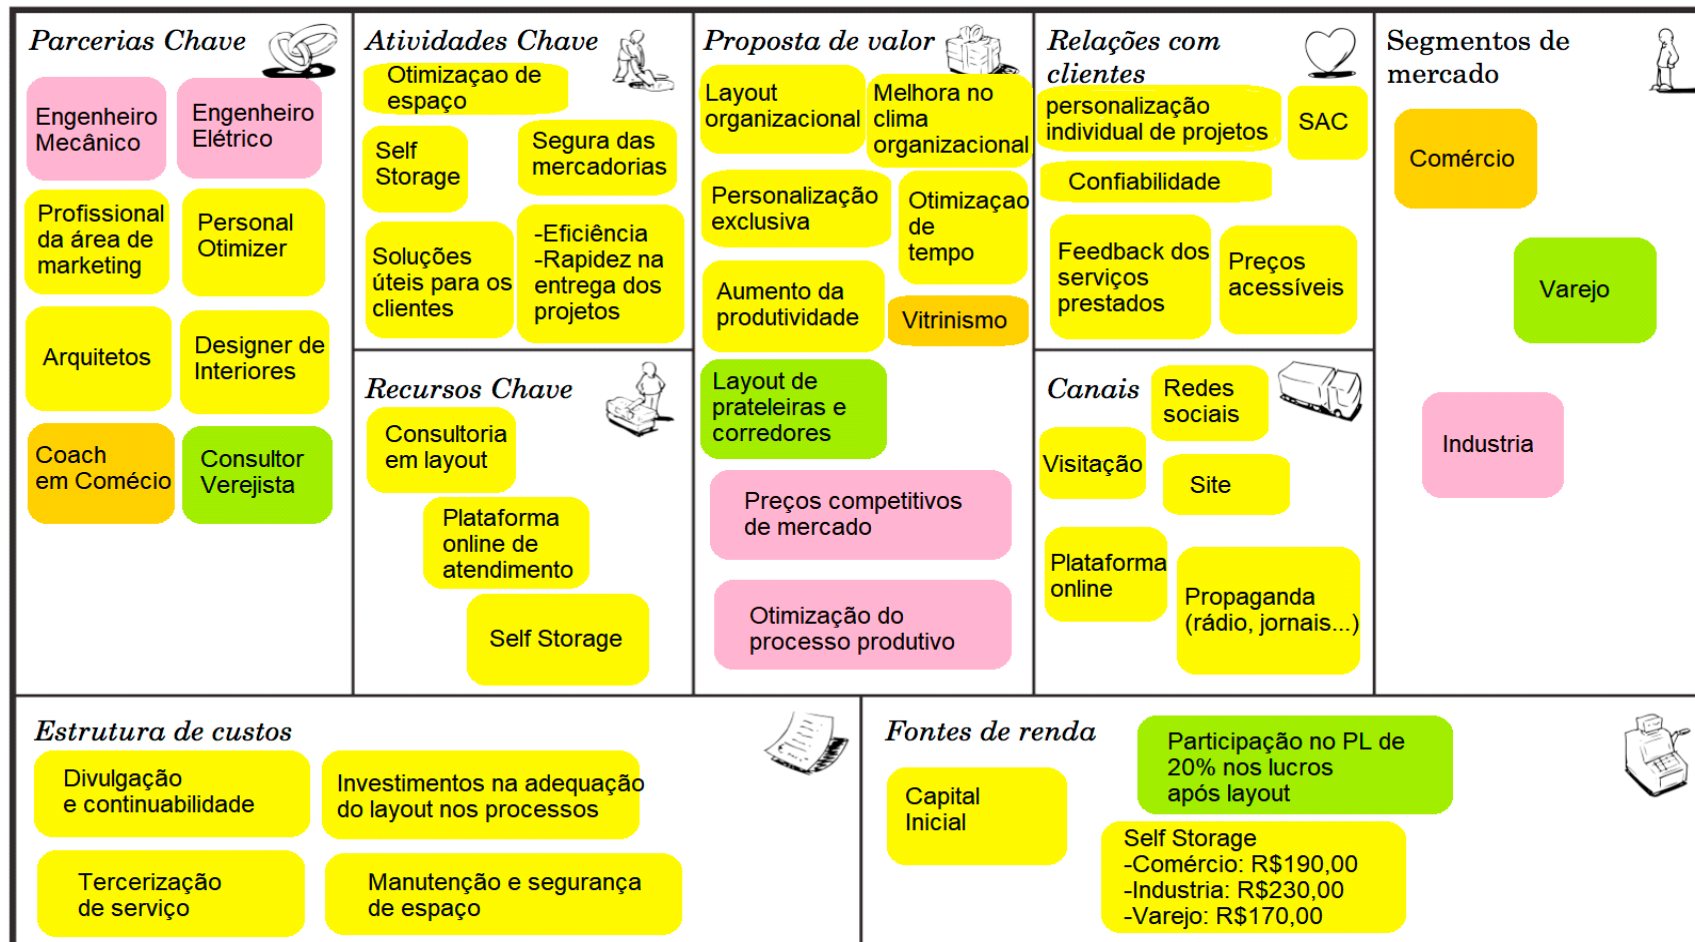 Parcerias Chave
Engenheiro
Mecânico
Engenheiro
Elétrico
Profissional
da área de
marketing
Personal
Otimizer
Arquitetos
Designer de
Interiores
Coach
em Comécio
Consultor
Verejista
Atividades Chave
Otimizaçao de
espaço
Self
Storage
Segura das
mercadorias
Soluções
úteis para os
clientes
-Eficiência
-Rapidez na
entrega dos
projetos
Recursos Chave
Consultoria
em layout
Plataforma
online de
atendimento
Self Storage
Proposta de valor
Layout
organizacional
Melhora no
clima
organizacional
Personalização
exclusiva
Otimizaçao
de
tempo
Aumento da
produtividade
Vitrinismo
Layout de
prateleiras e
corredores
Preços competitivos
de mercado
Otimização do
processo produtivo
Relações com
clientes
personalização
individual de projetos
SAC
Confiabilidade
Feedback dos
serviços
prestados
Preços
acessíveis
Canais
Redes
sociais
Visitação
Site
Plataforma
online
Propaganda
(rádio, jornais...)
Segmentos de
mercado
Comércio
Varejo
Industria
Estrutura de custos
Divulgação
e continuabilidade
Investimentos na adequação
do layout nos processos
Tercerização
de serviço
Manutenção e segurança
de espaço
Fontes de renda
Capital
Inicial
Participação no PL de
20% nos lucros
após layout
Self Storage
-Comércio: R$190,00
-Industria: R$230,00
-Varejo: R$170,00